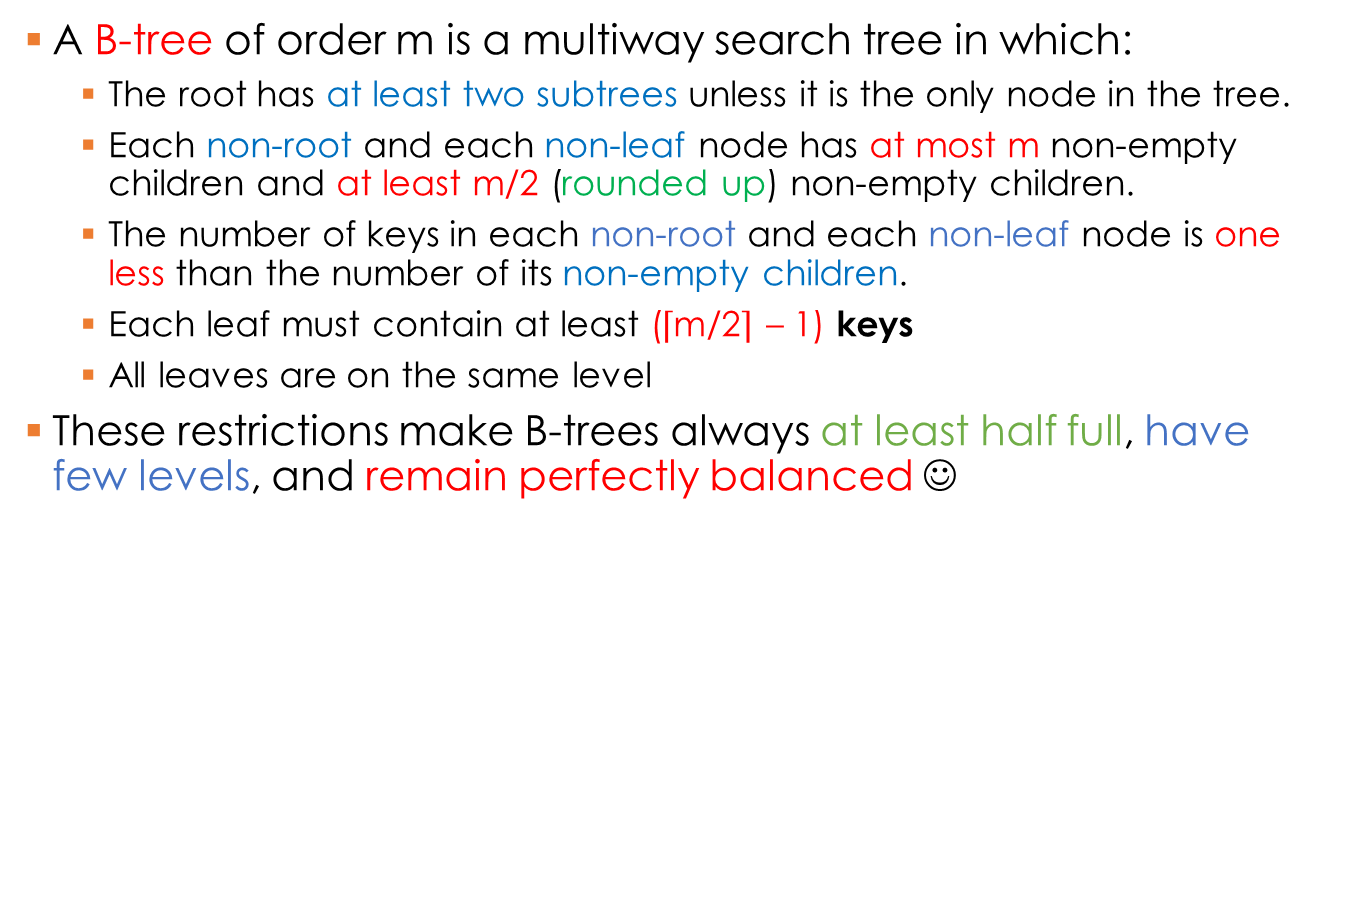 ▪ A B-tree of order m is a multiway search tree in which:
▪ The root has at least two subtrees unless it is the only node in the tree.
▪ Each non-root and each non-leaf node has at most m non-empty
children and at least m/2 (rounded up) non-empty children.
▪ The number of keys in each non-root and each non-leaf node is one
less than the number of its non-empty children.
▪ Each leaf must contain at least (⌈m/2⌉ – 1) keys
▪ All leaves are on the same level
▪ These restrictions make B-trees always at least half full, have
few levels, and remain perfectly balanced ☺